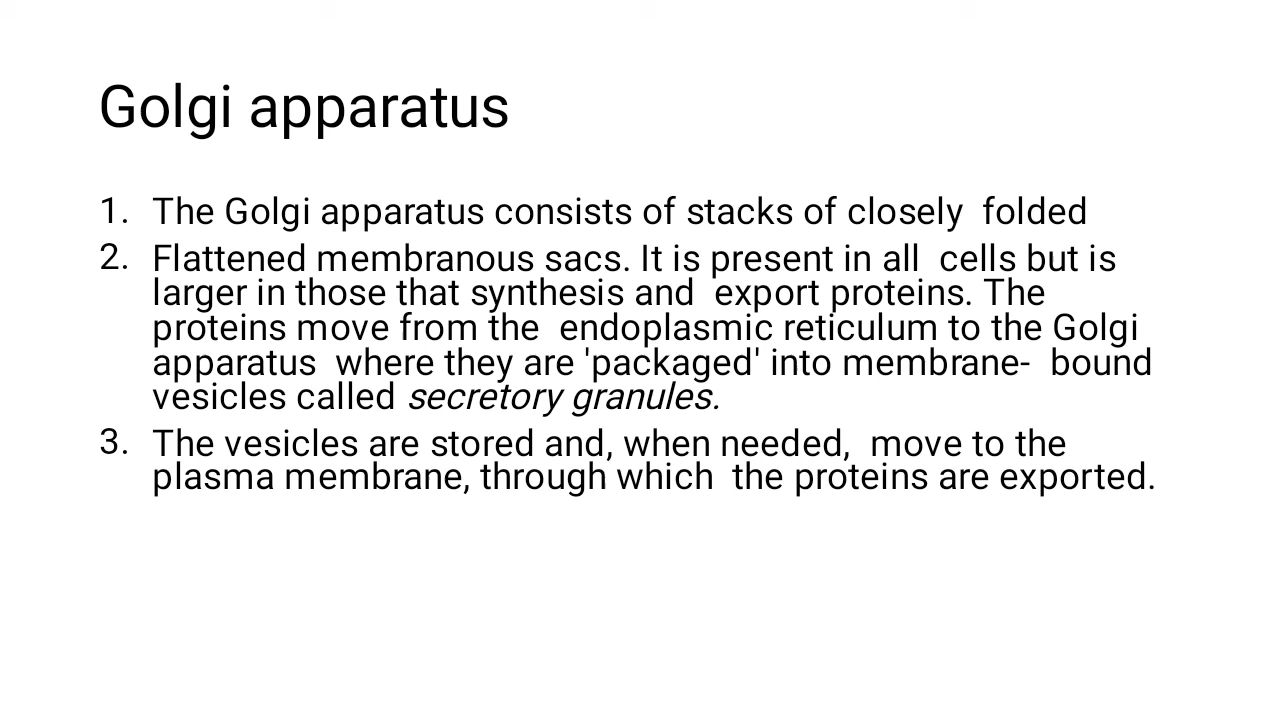 Golgi apparatus
1. The Golgi apparatus consists of stacks of closely  folded
2. Flattened membranous sacs. It is present in all  cells but is
larger in those that synthesis and  export proteins. The
proteins move from the  endoplasmic reticulum to the Golgi
apparatus  where they are 'packaged' into membrane-  bound
vesicles called secretory granules.
3. The vesicles are stored and, when needed,  move to the
plasma membrane, through which  the proteins are exported.